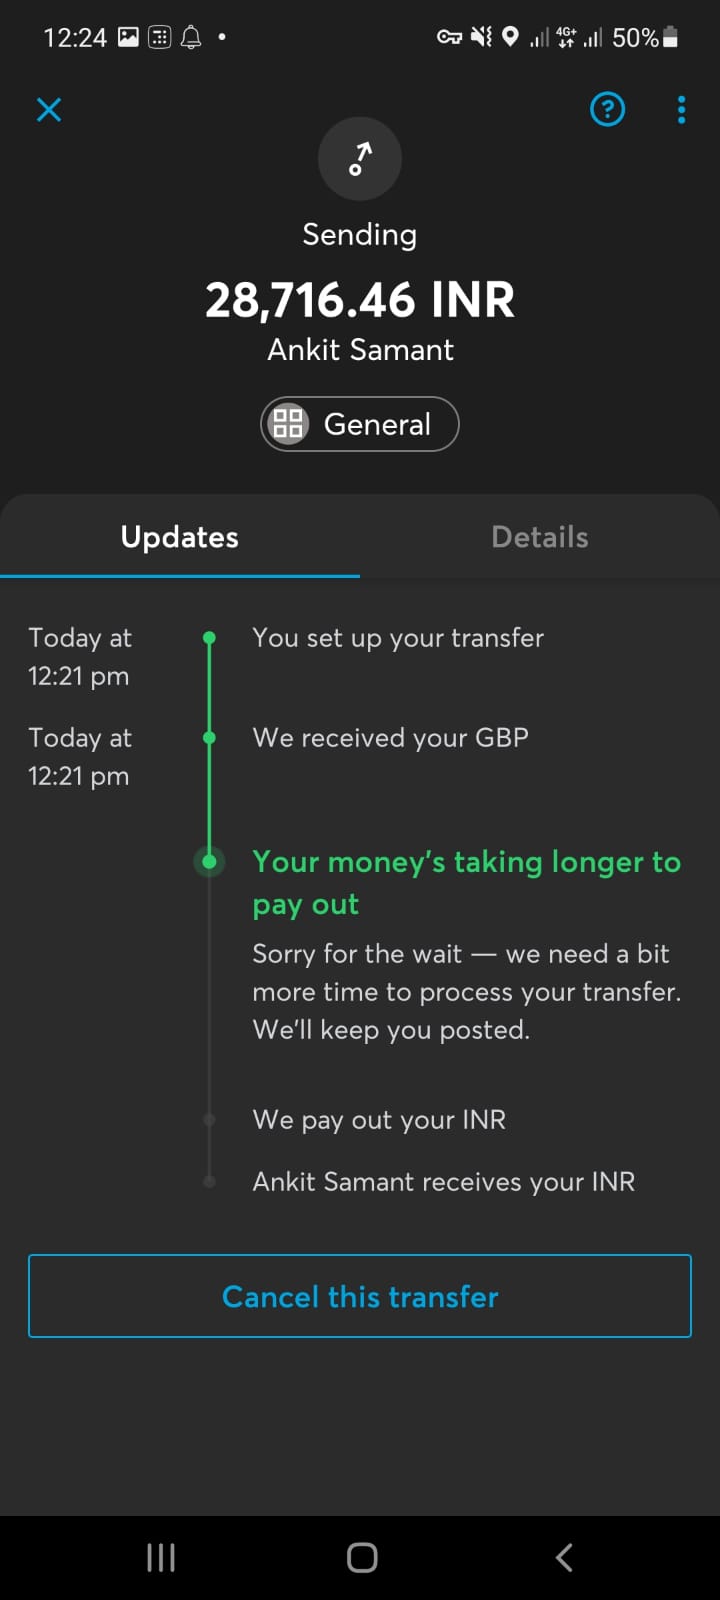 12:24
4G+
50%
Sending
28,716.46 INR
Ankit Samant
General
Updates
Details
Today at
12:21 pm
You set up your transfer
Today at
12:21 pm
We received your GBP
Your money's taking longer to
pay out
Sorry for the wait — we need a bit
more time to process your transfer.
We'll keep you posted.
We pay out your INR
Ankit Samant receives your INR
Cancel this transfer